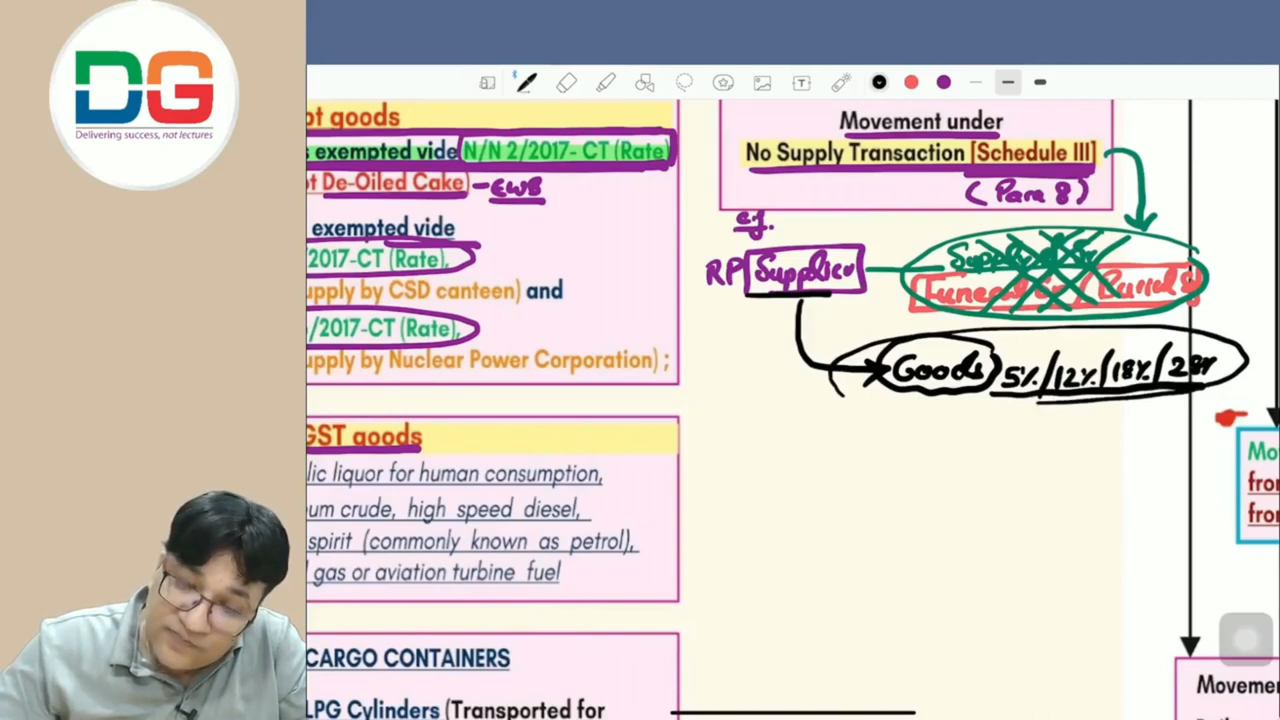 DG
Delivering success, not lectures
pt goods
s exempted vide N/N 2/2017- CT (Rate)
ot De-Oiled Cake) - EWB
exempted vide
2017-CT (Rate),
upply by CSD canteen) and
/2017-CT (Rate),
upply by Nuclear Power Corporation) ;
GST goods
lic liquor for human consumption,
um crude, high speed diesel,
spirit (commonly known as petrol),
gas or aviation turbine fuel
CARGO CONTAINERS
LPG Cylinders (Transported for
Movement under
No Supply Transaction [Schedule III]
(Para 8)
e.g.
RP Supplier
Funeral / Burial
Goods 5%/12%/18%/28%
Mo
fro
fro
Moveme